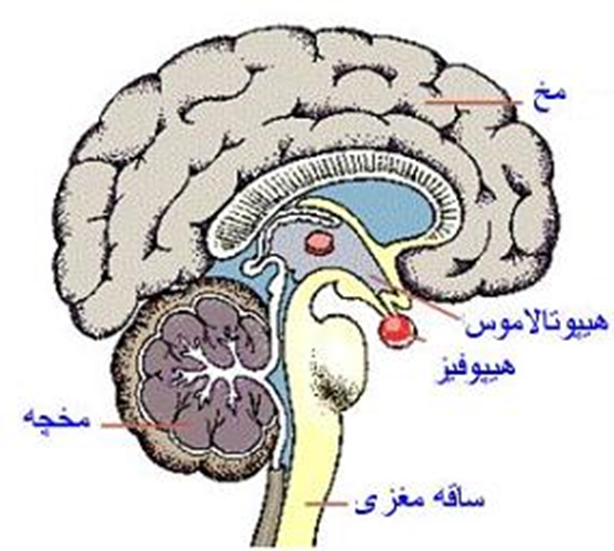 مخ
هیپوتالاموس
هیپوفیز
مخچه
ساقه مغزی